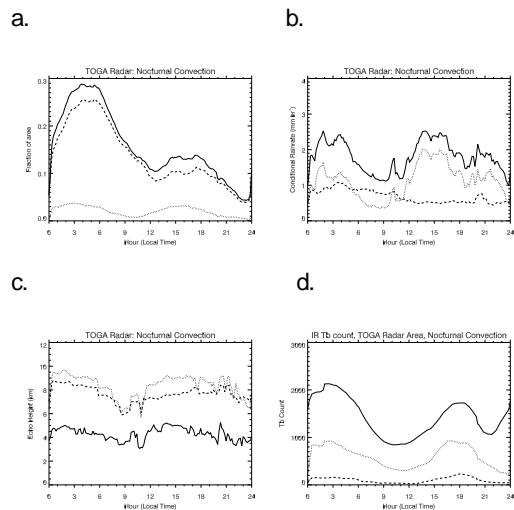 a.
b.
TOGA Radar: Nocturnal Convection
Fraction of area
0.3
0.2
0.1
0.0
0 3 6 9 12 15 18 21 24
Hour (Local Time)
TOGA Radar: Nocturnal Convection
Conditional Rainrate (mm hr⁻¹)
4
3
2
1
0
0 3 6 9 12 15 18 21 24
Hour (Local Time)
c.
d.
TOGA Radar: Nocturnal Convection
Echo Height (km)
12
10
8
6
4
2
0
0 3 6 9 12 15 18 21 24
Hour (Local Time)
IR Tb count, TOGA Radar Area, Nocturnal Convection
Tb Count
3000
2000
1000
0
0 3 6 9 12 15 18 21 24
Hour (Local Time)